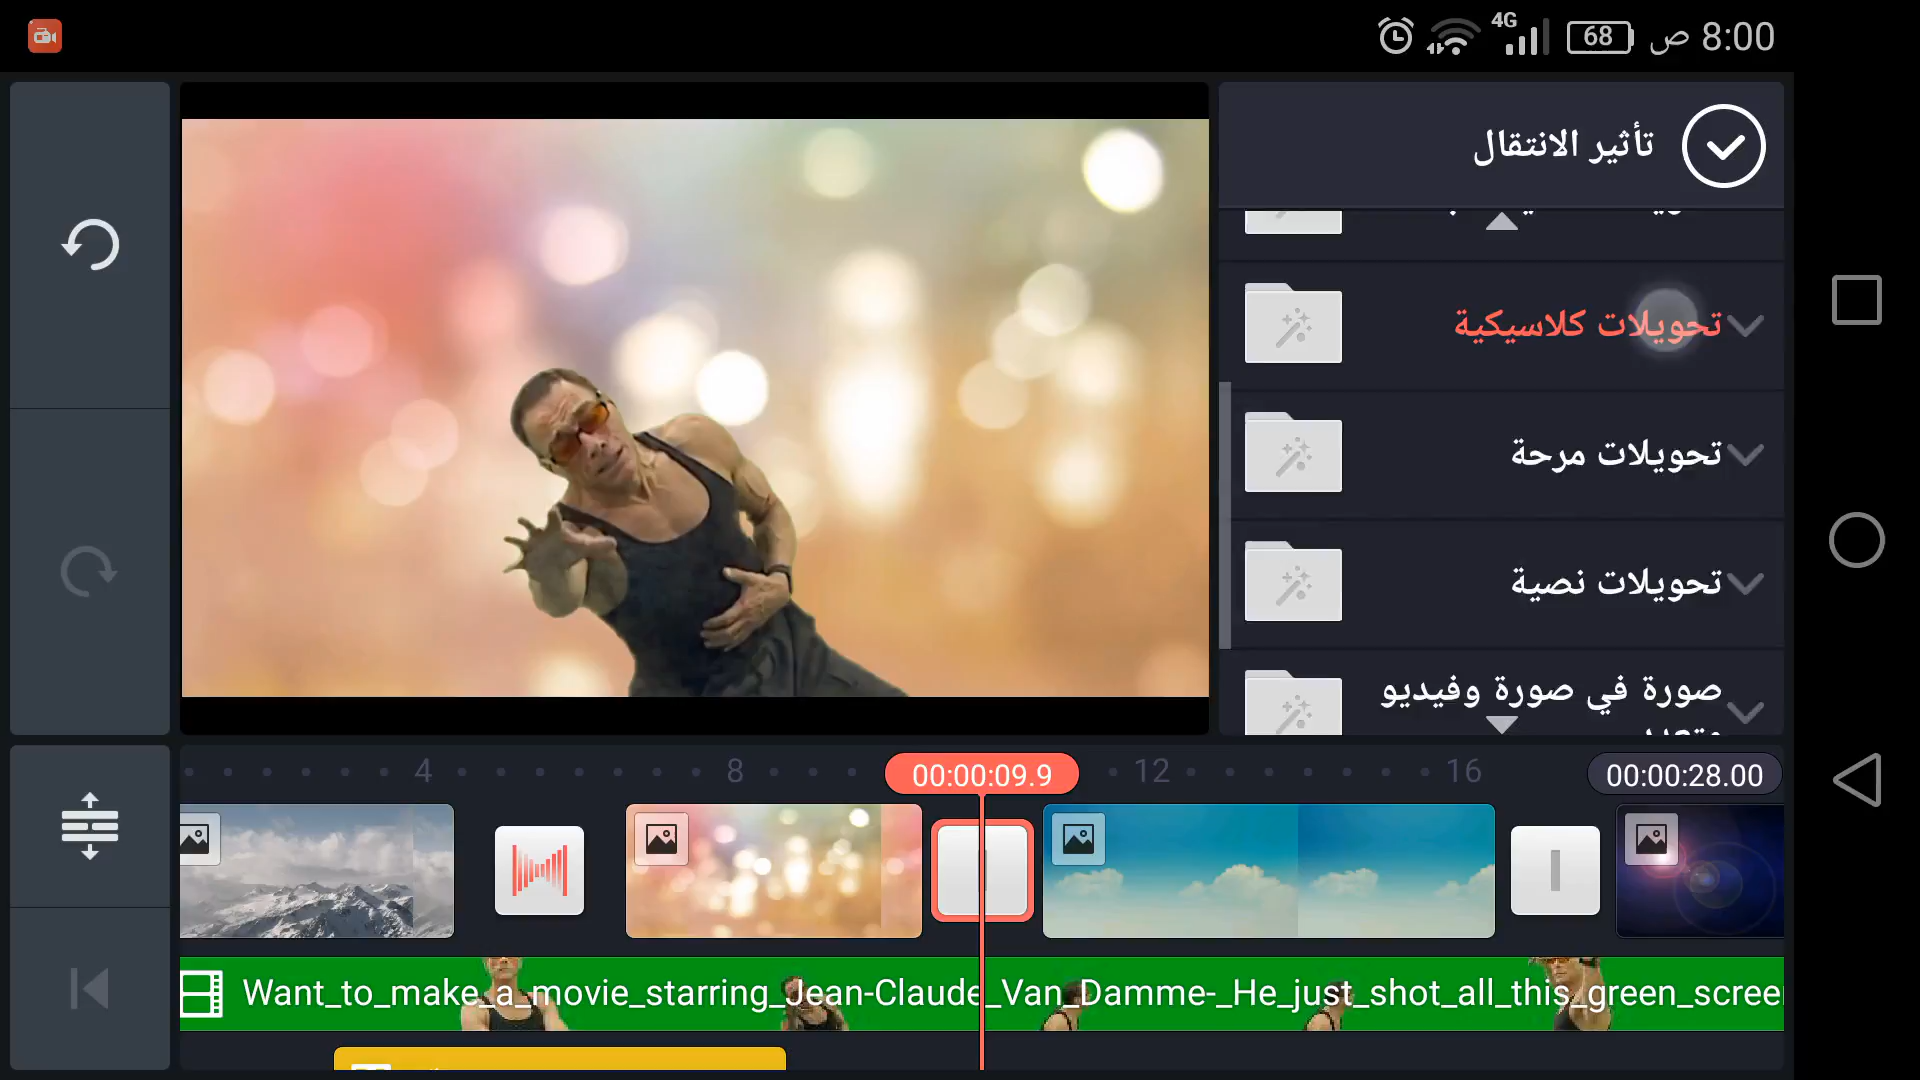 4G
68
8:00 ص
تأثير الانتقال
تحويلات كلاسيكية
تحويلات مرحة
تحويلات نصية
صورة في صورة وفيديو
4
8
00:00:09.9
12
16
00:00:28.00
Want_to_make_a_movie_starring_Jean-Claude_Van_Damme-_He_just_shot_all_this_green_scree